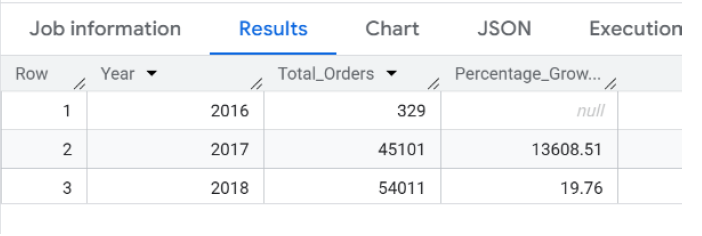 Job information Results Chart JSON Execution
Row Year Total_Orders Percentage_Grow...
1 2016 329 null
2 2017 45101 13608.51
3 2018 54011 19.76